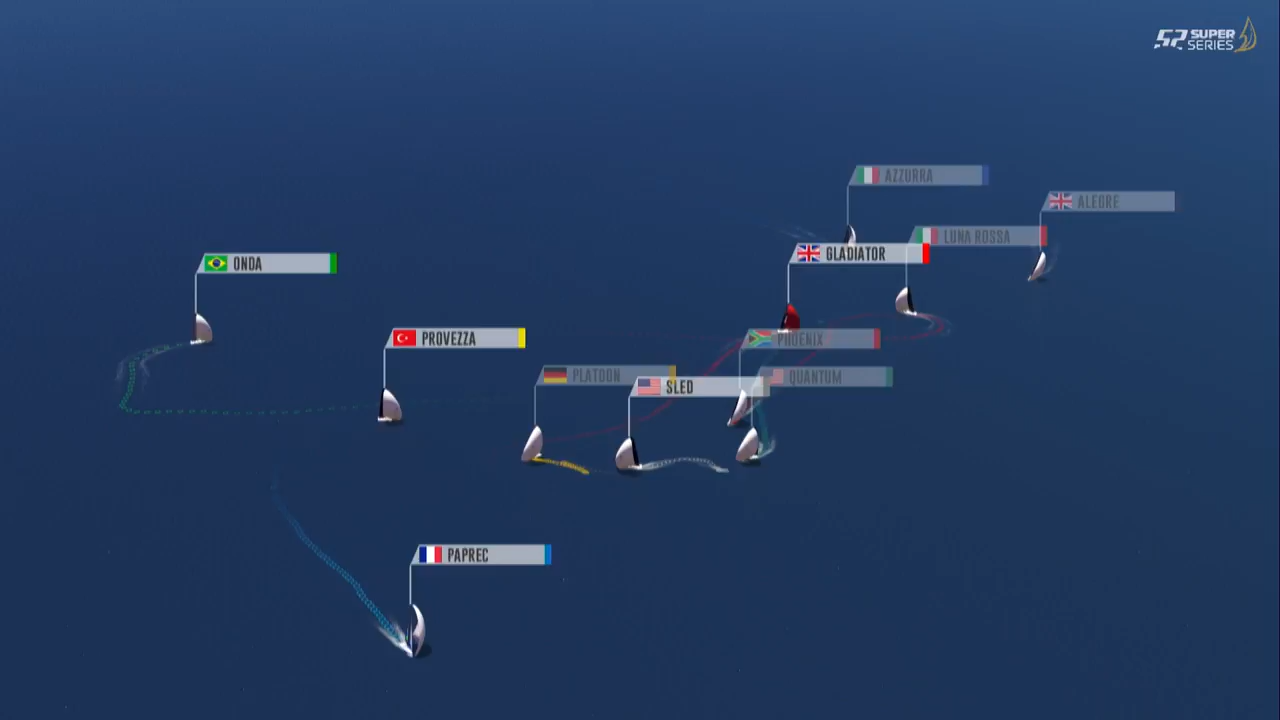 52 SUPER
SERIES
AZZURRA
ALEGRE
LUNA ROSSA
GLADIATOR
ONDA
PROVEZZA
PHOENIX
PLATOON
SLED
QUANTUM
PAPREC